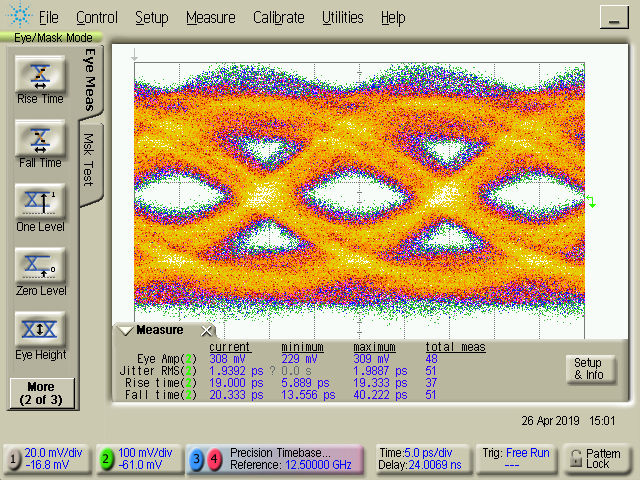 File Control Setup Measure Calibrate Utilities Help
Eye/Mask Mode
Eye Meas
Msk Test
Rise Time
Fall Time
One Level
Zero Level
Eye Height
More
(2 of 3)
Measure
current minimum maximum total meas
Eye Amp(2) 308 mV 229 mV 309 mV 48
Jitter RMS(2) 1.9392 ps ? 0.0 s 1.9887 ps 51
Rise time(2) 19.000 ps 5.889 ps 19.333 ps 37
Fall time(2) 20.333 ps 13.556 ps 40.222 ps 51
Setup
& Info
26 Apr 2019 15:01
1 20.0 mV/div
-16.8 mV
2 100 mV/div
-61.0 mV
3 4 Precision Timebase...
Reference: 12.50000 GHz
Time:5.0 ps/div
Delay:24.0069 ns
Trig: Free Run
---
Pattern
Lock